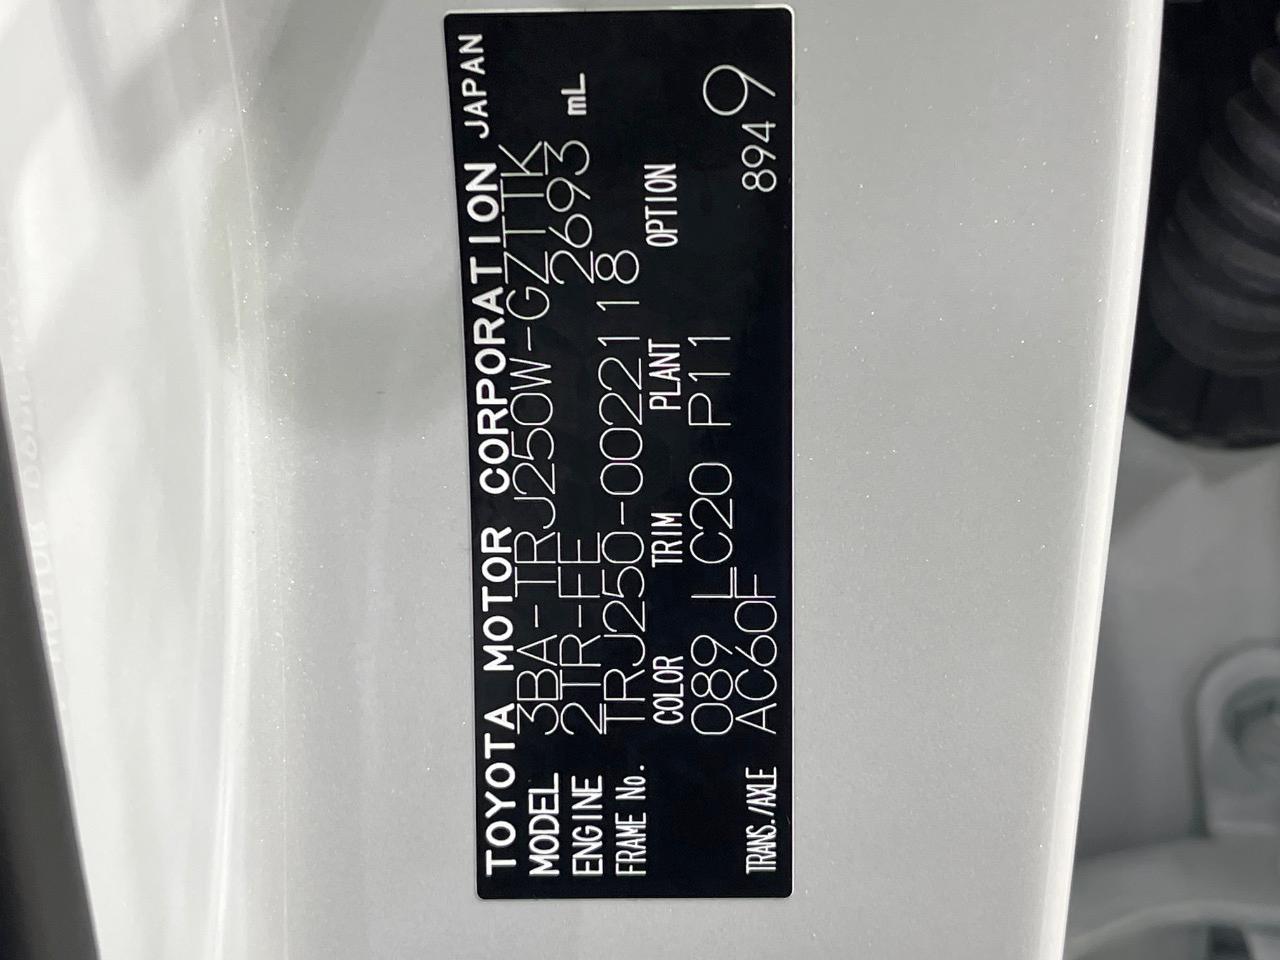 TOYOTA MOTOR CORPORATION JAPAN
MODEL 3BA-TRJ250W-GZTTK
ENGINE 2TR-FE 2693 mL
FRAME No. TRJ250-0022118
COLOR TRIM PLANT OPTION
089 LC20 P11 9
TRANS./AXLE AC60F 8949